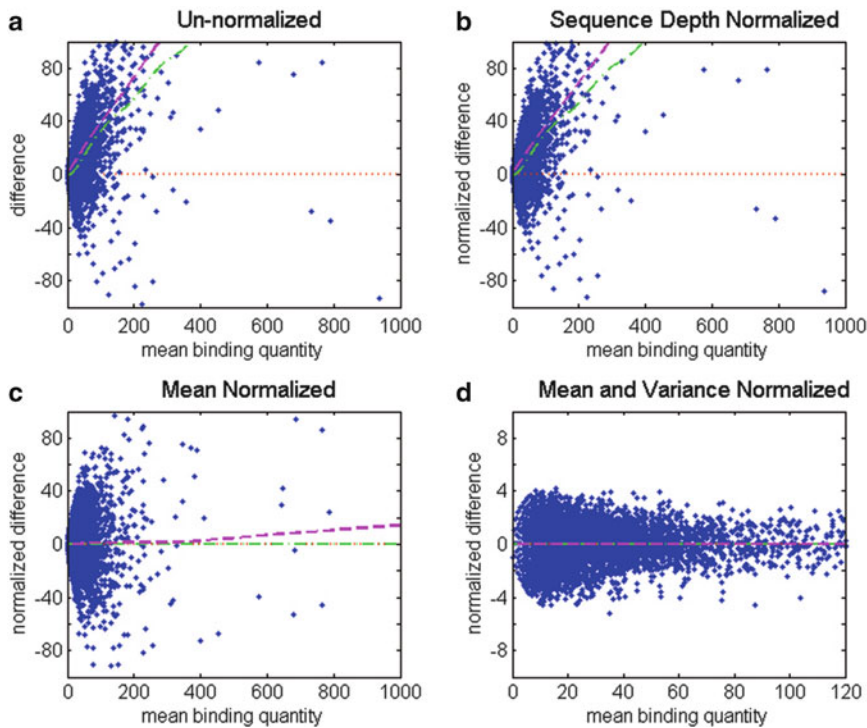 a Un-normalized
80
40
0
-40
-80
difference
0 200 400 600 800 1000
mean binding quantity
b Sequence Depth Normalized
80
40
0
-40
-80
normalized difference
0 200 400 600 800 1000
mean binding quantity
c Mean Normalized
80
40
0
-40
-80
normalized difference
0 200 400 600 800 1000
mean binding quantity
d Mean and Variance Normalized
8
4
0
-4
-8
normalized difference
0 20 40 60 80 100 120
mean binding quantity